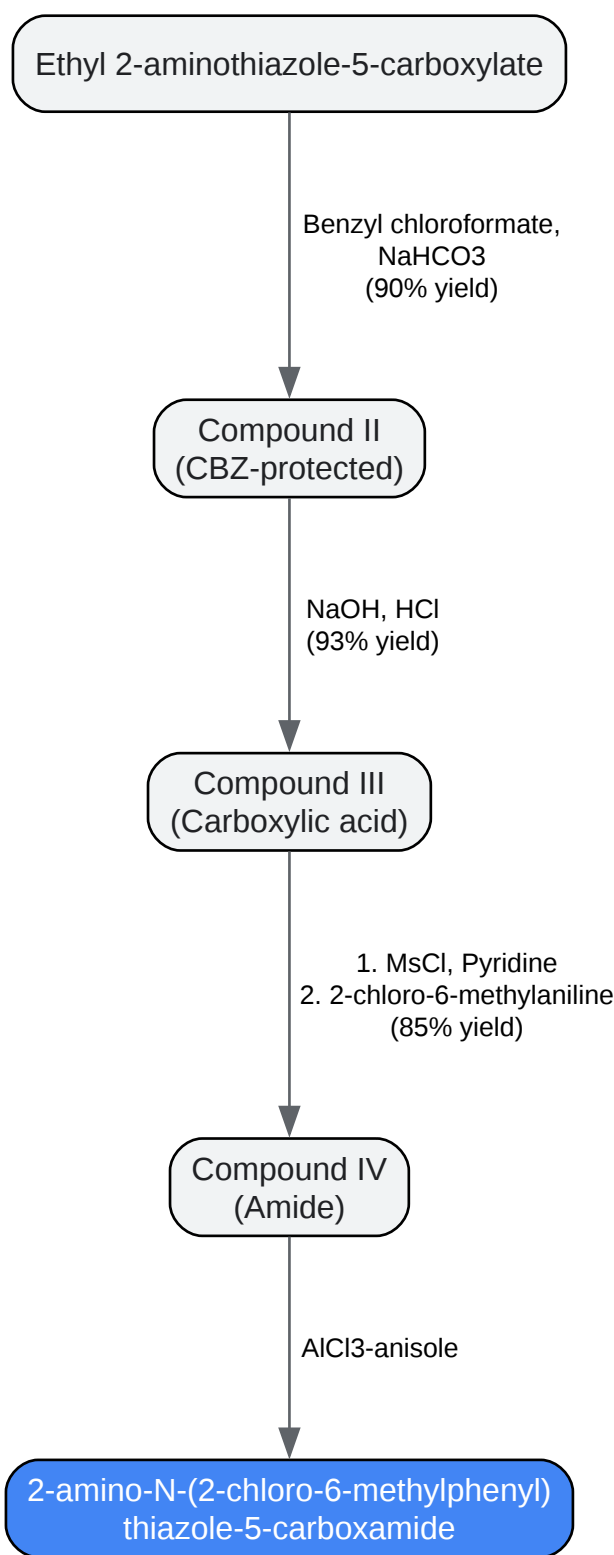 Ethyl 2-aminothiazole-5-carboxylate
Benzyl chloroformate,
NaHCO3
(90% yield)
Compound II
(CBZ-protected)
NaOH, HCl
(93% yield)
Compound III
(Carboxylic acid)
1. MsCl, Pyridine
2. 2-chloro-6-methylaniline
(85% yield)
Compound IV
(Amide)
AlCl3-anisole
2-amino-N-(2-chloro-6-methylphenyl)
thiazole-5-carboxamide